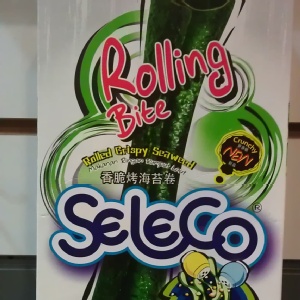 Rolling
Bite
Rolled Crispy Seaweed
香脆烤海苔卷
Crunchy
NEW
SELECO®